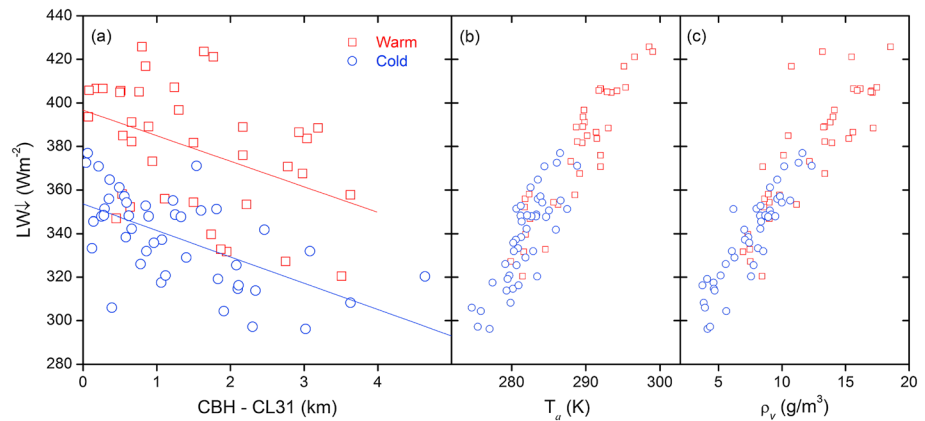 (a)
Warm
Cold
(b)
(c)
440
420
400
380
360
340
320
300
280
LW↓ (Wm⁻²)
0 1 2 3 4
CBH - CL31 (km)
280 290 300
Tₐ (K)
5 10 15 20
ρᵥ (g/m³)